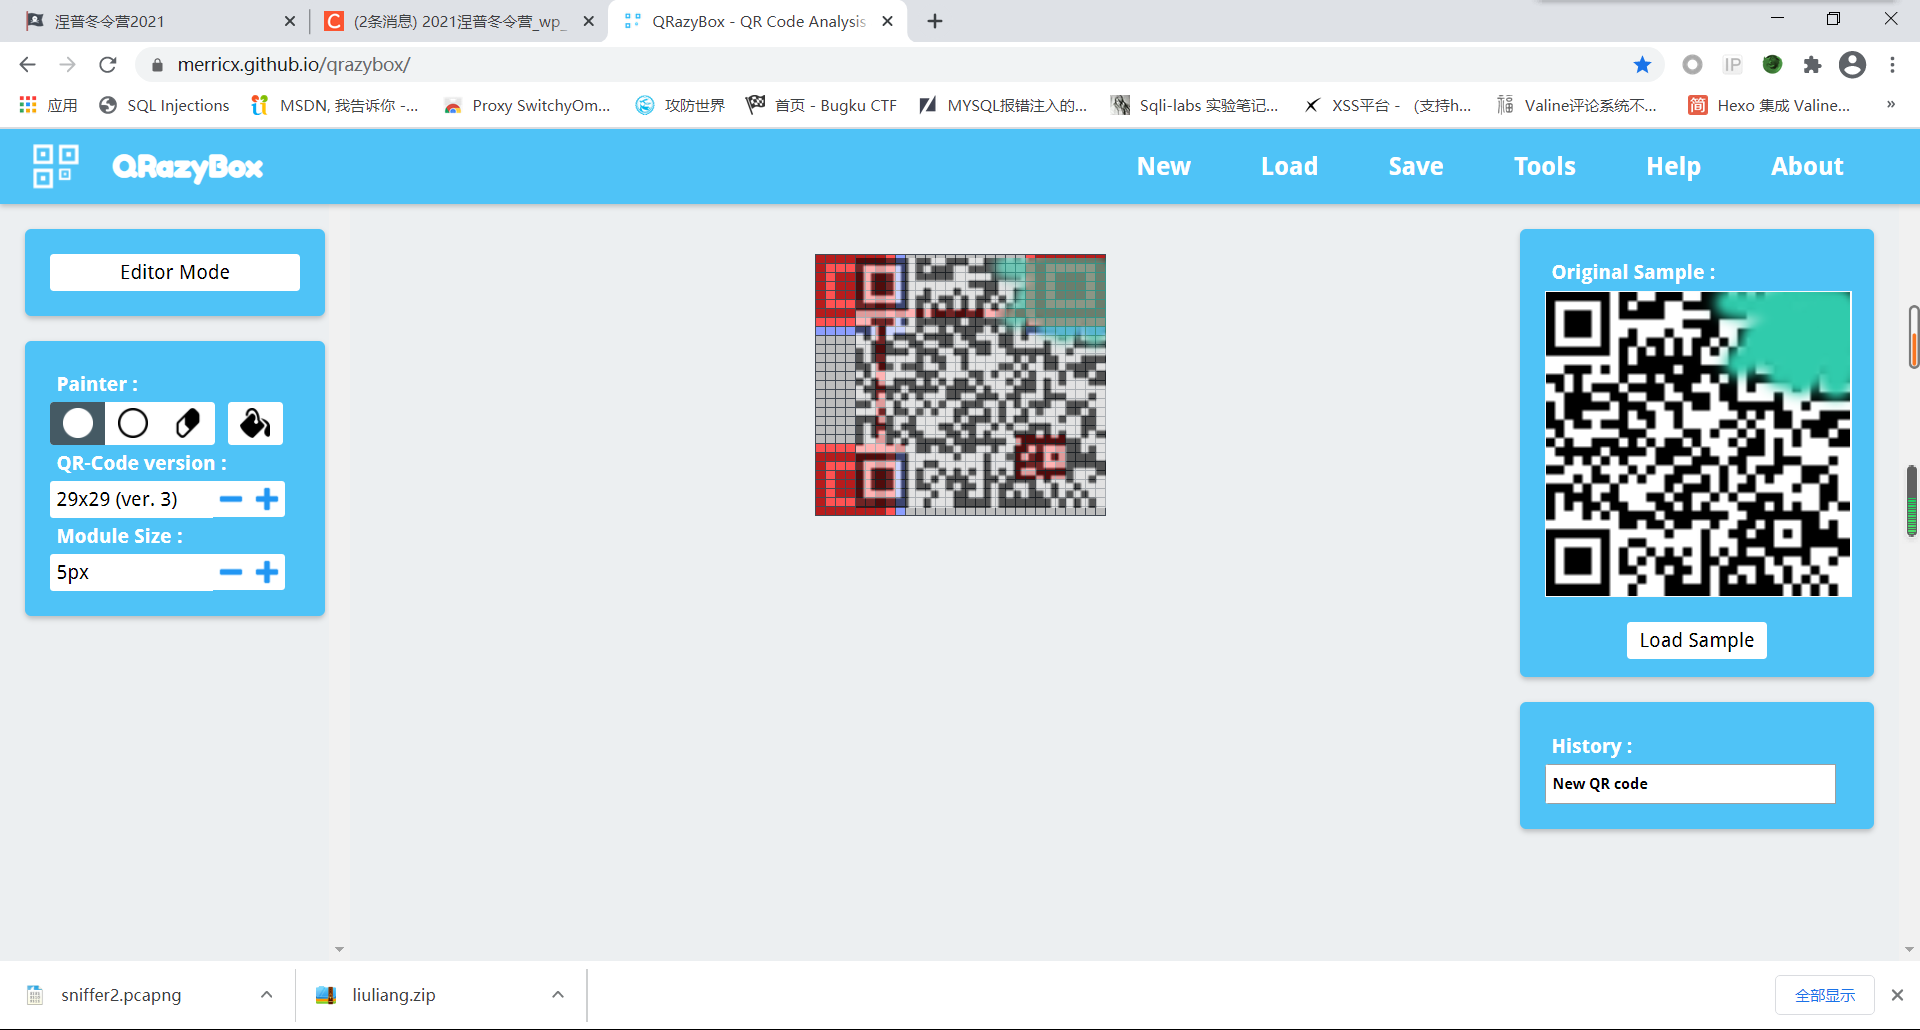 涅普冬令营2021
(2条消息) 2021涅普冬令营_wp_
QRazyBox - QR Code Analysis
merricx.github.io/qrazybox/
IP
应用
SQL Injections
MSDN, 我告诉你 -...
Proxy SwitchyOm...
攻防世界
首页 - Bugku CTF
MYSQL报错注入的...
Sqli-labs 实验笔记...
XSS平台 - (支持h...
Valine评论系统不...
Hexo 集成 Valine...
»
QRazyBox
New
Load
Save
Tools
Help
About
Editor Mode
Painter :
QR-Code version :
29x29 (ver. 3)
Module Size :
5px
Original Sample :
Load Sample
History :
New QR code
sniffer2.pcapng
liuliang.zip
全部显示